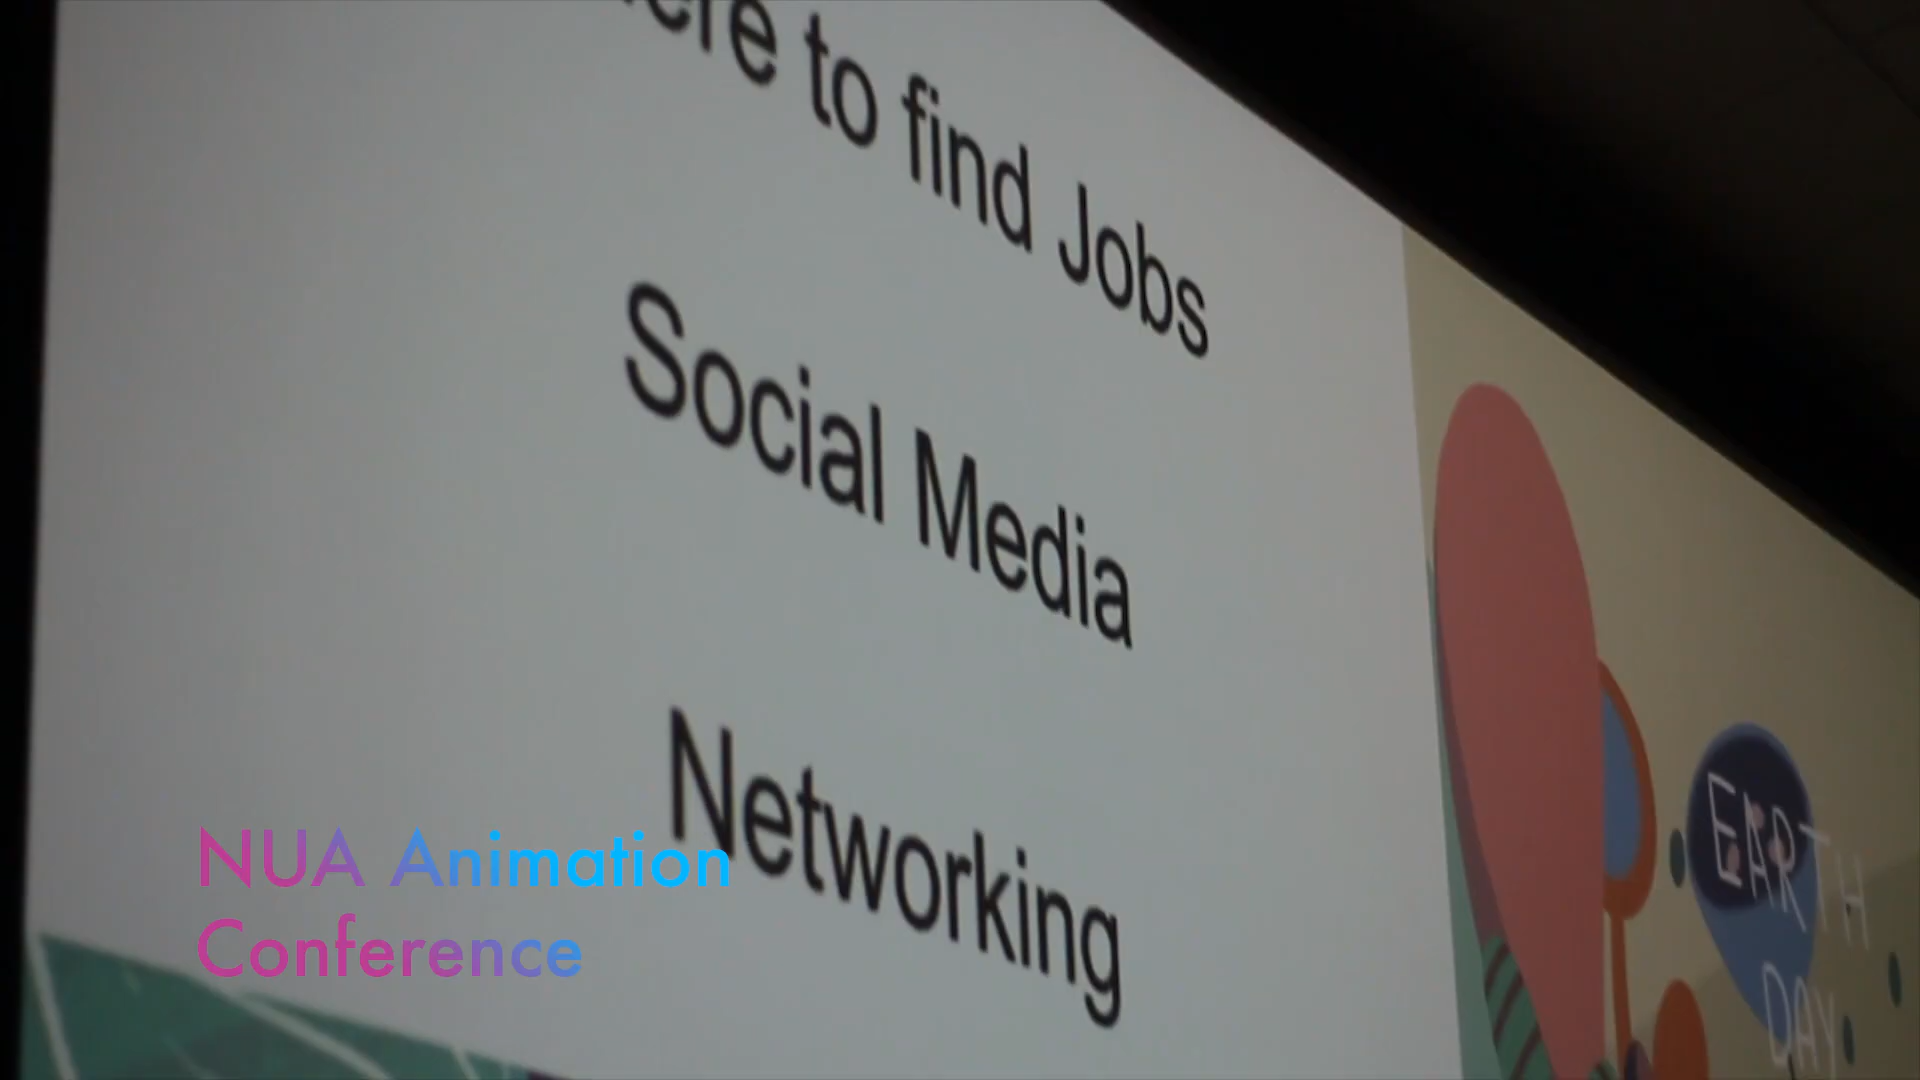 to find Jobs
Social Media
Networking
NUA Animation
Conference
EARTH
DAY